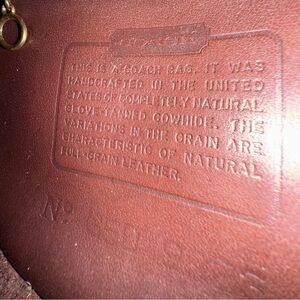 COACH
THIS IS A COACH BAG. IT WAS
HANDCRAFTED IN THE UNITED
STATES OF COMPLETELY NATURAL
GLOVE TANNED COWHIDE. THE
VARIATIONS IN THE GRAIN ARE
CHARACTERISTIC OF NATURAL
FULL-GRAIN LEATHER.
No